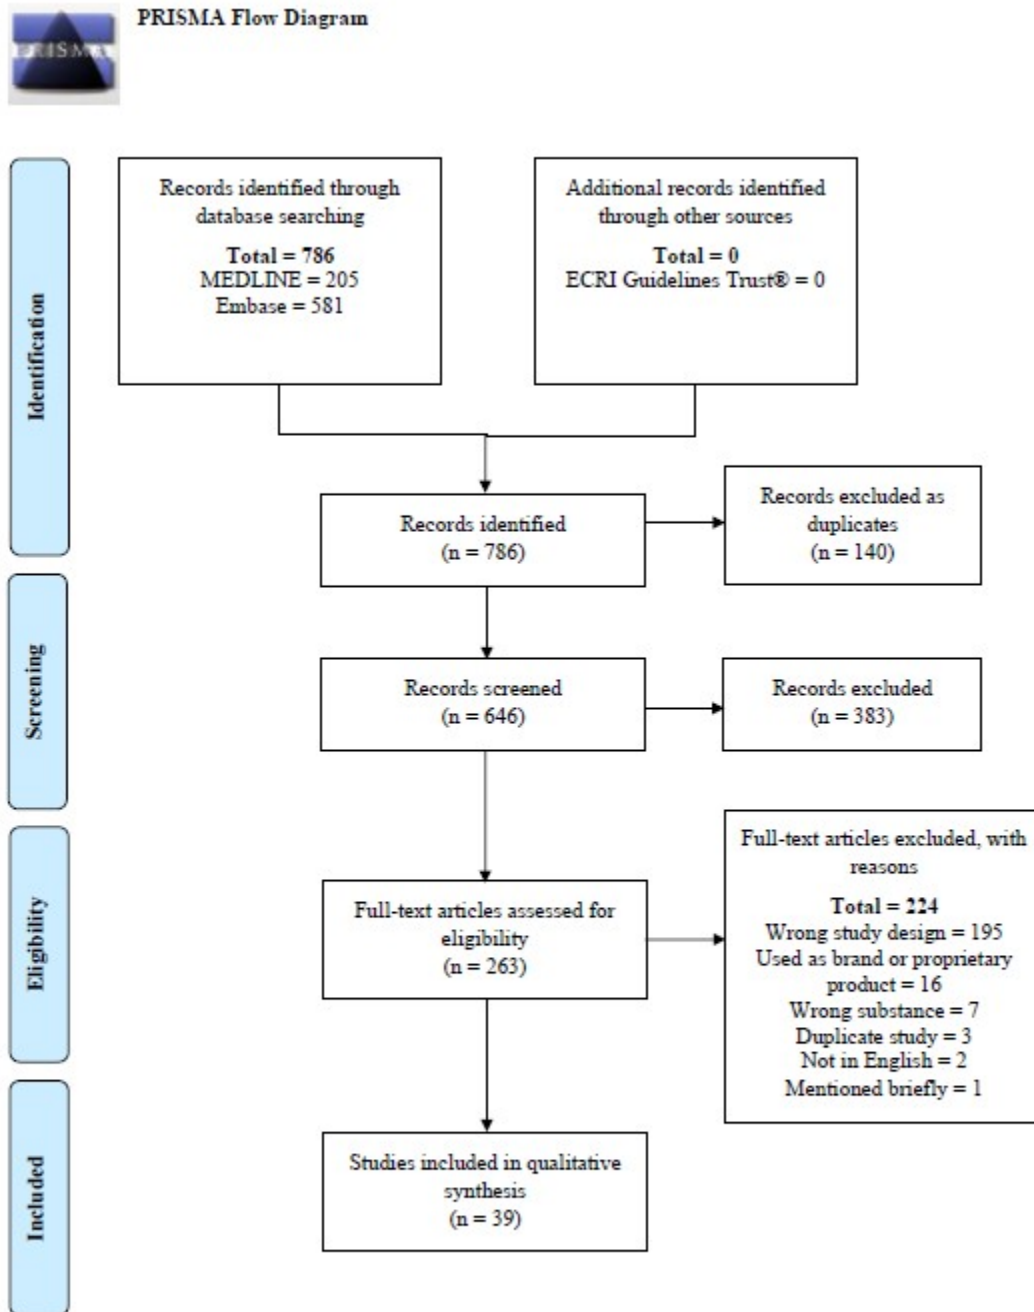 PRISMA Flow Diagram
PRISMA
Identification
Records identified through
database searching
Total = 786
MEDLINE = 205
Embase = 581
Additional records identified
through other sources
Total = 0
ECRI Guidelines Trust® = 0
Records identified
(n = 786)
Records excluded as
duplicates
(n = 140)
Screening
Records screened
(n = 646)
Records excluded
(n = 383)
Eligibility
Full-text articles assessed for
eligibility
(n = 263)
Full-text articles excluded, with
reasons
Total = 224
Wrong study design = 195
Used as brand or proprietary
product = 16
Wrong substance = 7
Duplicate study = 3
Not in English = 2
Mentioned briefly = 1
Included
Studies included in qualitative
synthesis
(n = 39)